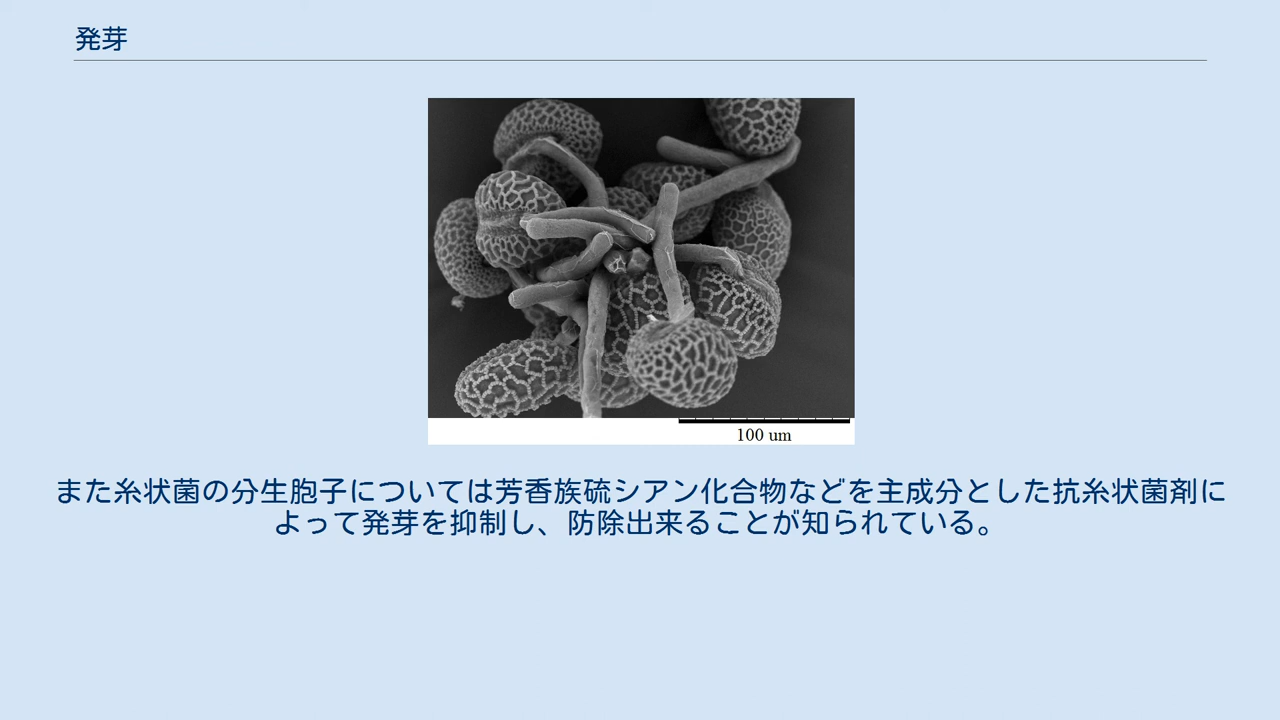 発芽
100 um
また糸状菌の分生胞子については芳香族硫シアン化合物などを主成分とした抗糸状菌剤に
よって発芽を抑制し、防除出来ることが知られている。